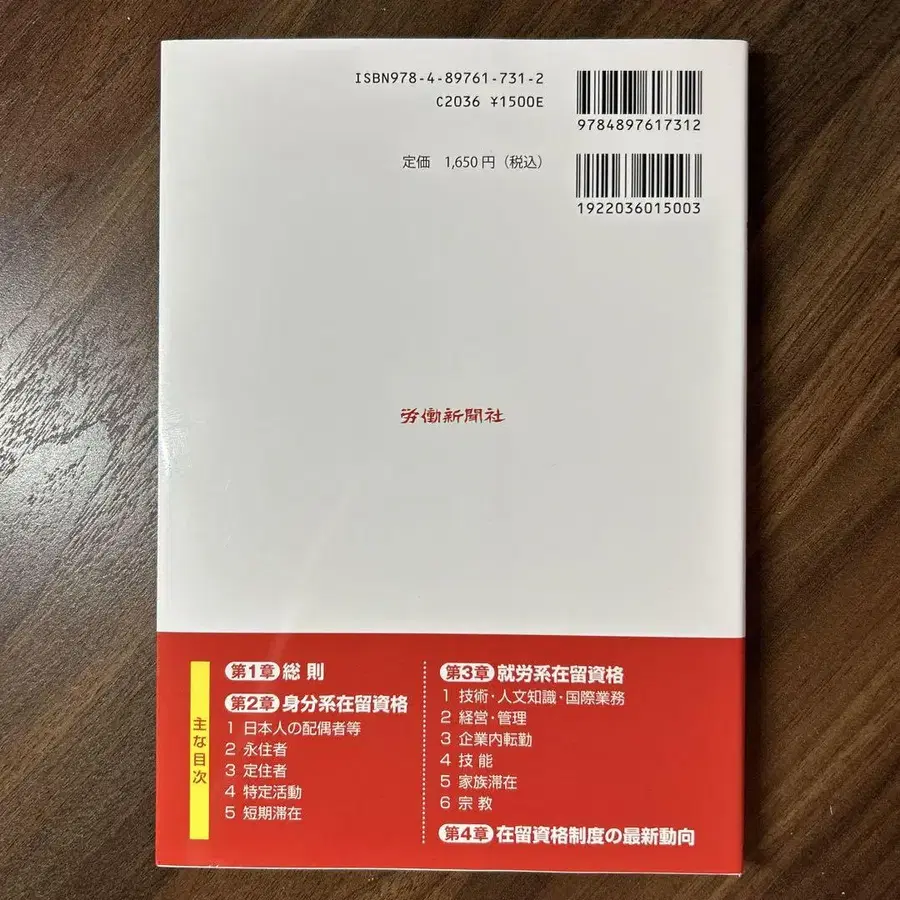 ISBN978-4-89761-731-2
C2036 ¥1500E
定価 1,650円（税込）
9784897617312
1922036015003
労働新聞社
主な目次
第1章 総則
第2章 身分系在留資格
1 日本人の配偶者等
2 永住者
3 定住者
4 特定活動
5 短期滞在
第3章 就労系在留資格
1 技術・人文知識・国際業務
2 経営・管理
3 企業内転勤
4 技能
5 家族滞在
6 宗教
第4章 在留資格制度の最新動向